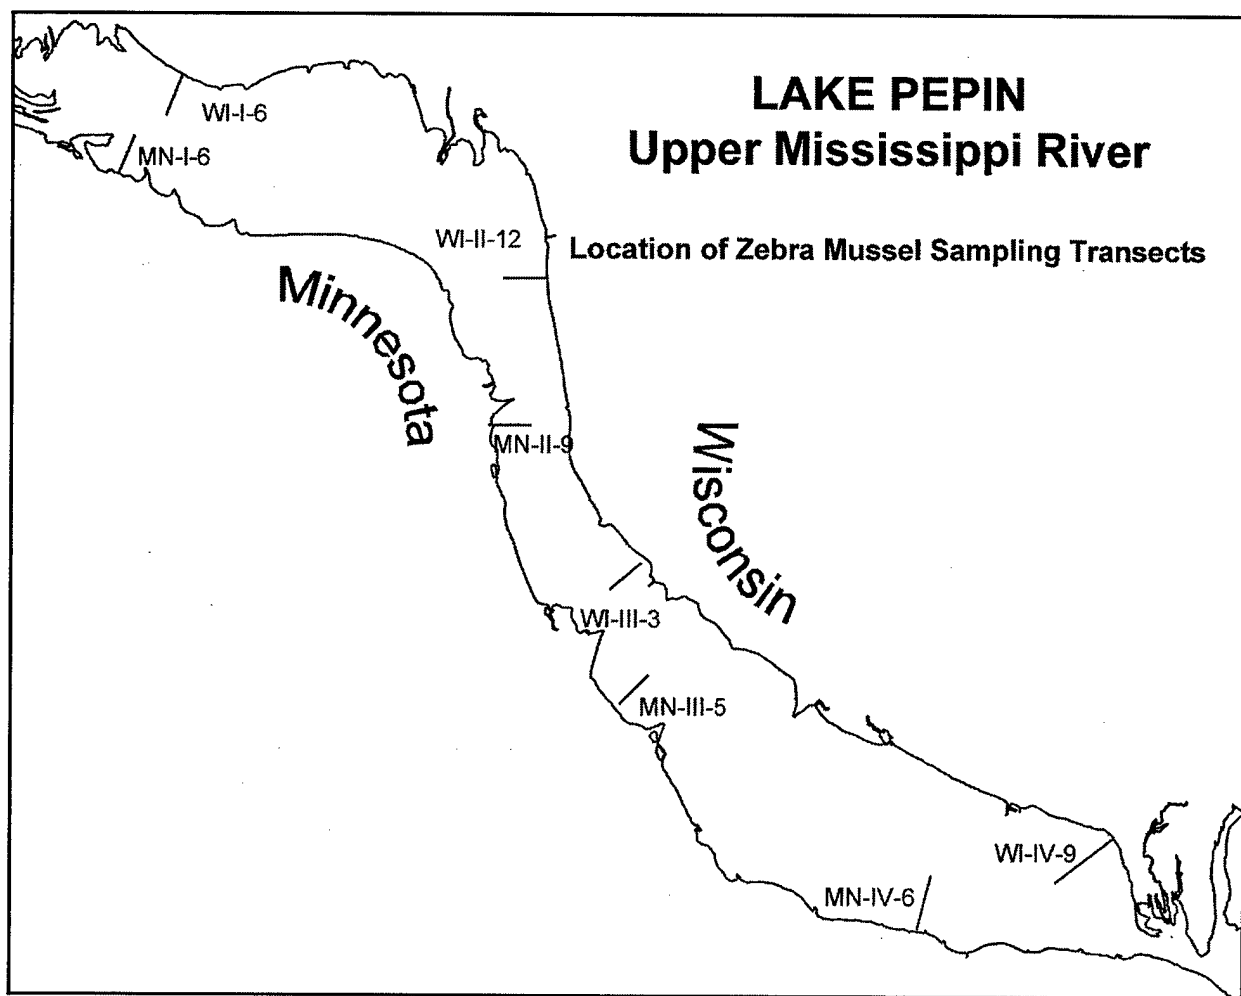 LAKE PEPIN
Upper Mississippi River
Location of Zebra Mussel Sampling Transects
WI-I-6
MN-I-6
WI-II-12
Minnesota
MN-II-9
Wisconsin
WI-III-3
MN-III-5
WI-IV-9
MN-IV-6